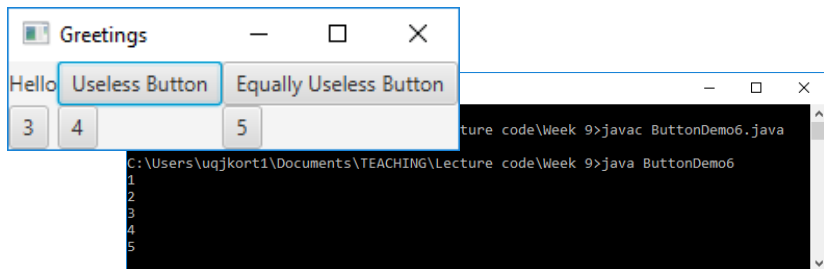 Greetings
Hello Useless Button Equally Useless Button
3 4 5
ture code\Week 9>javac ButtonDemo6.java
C:\Users\uqjkort1\Documents\TEACHING\Lecture code\Week 9>java ButtonDemo6
1
2
3
4
5